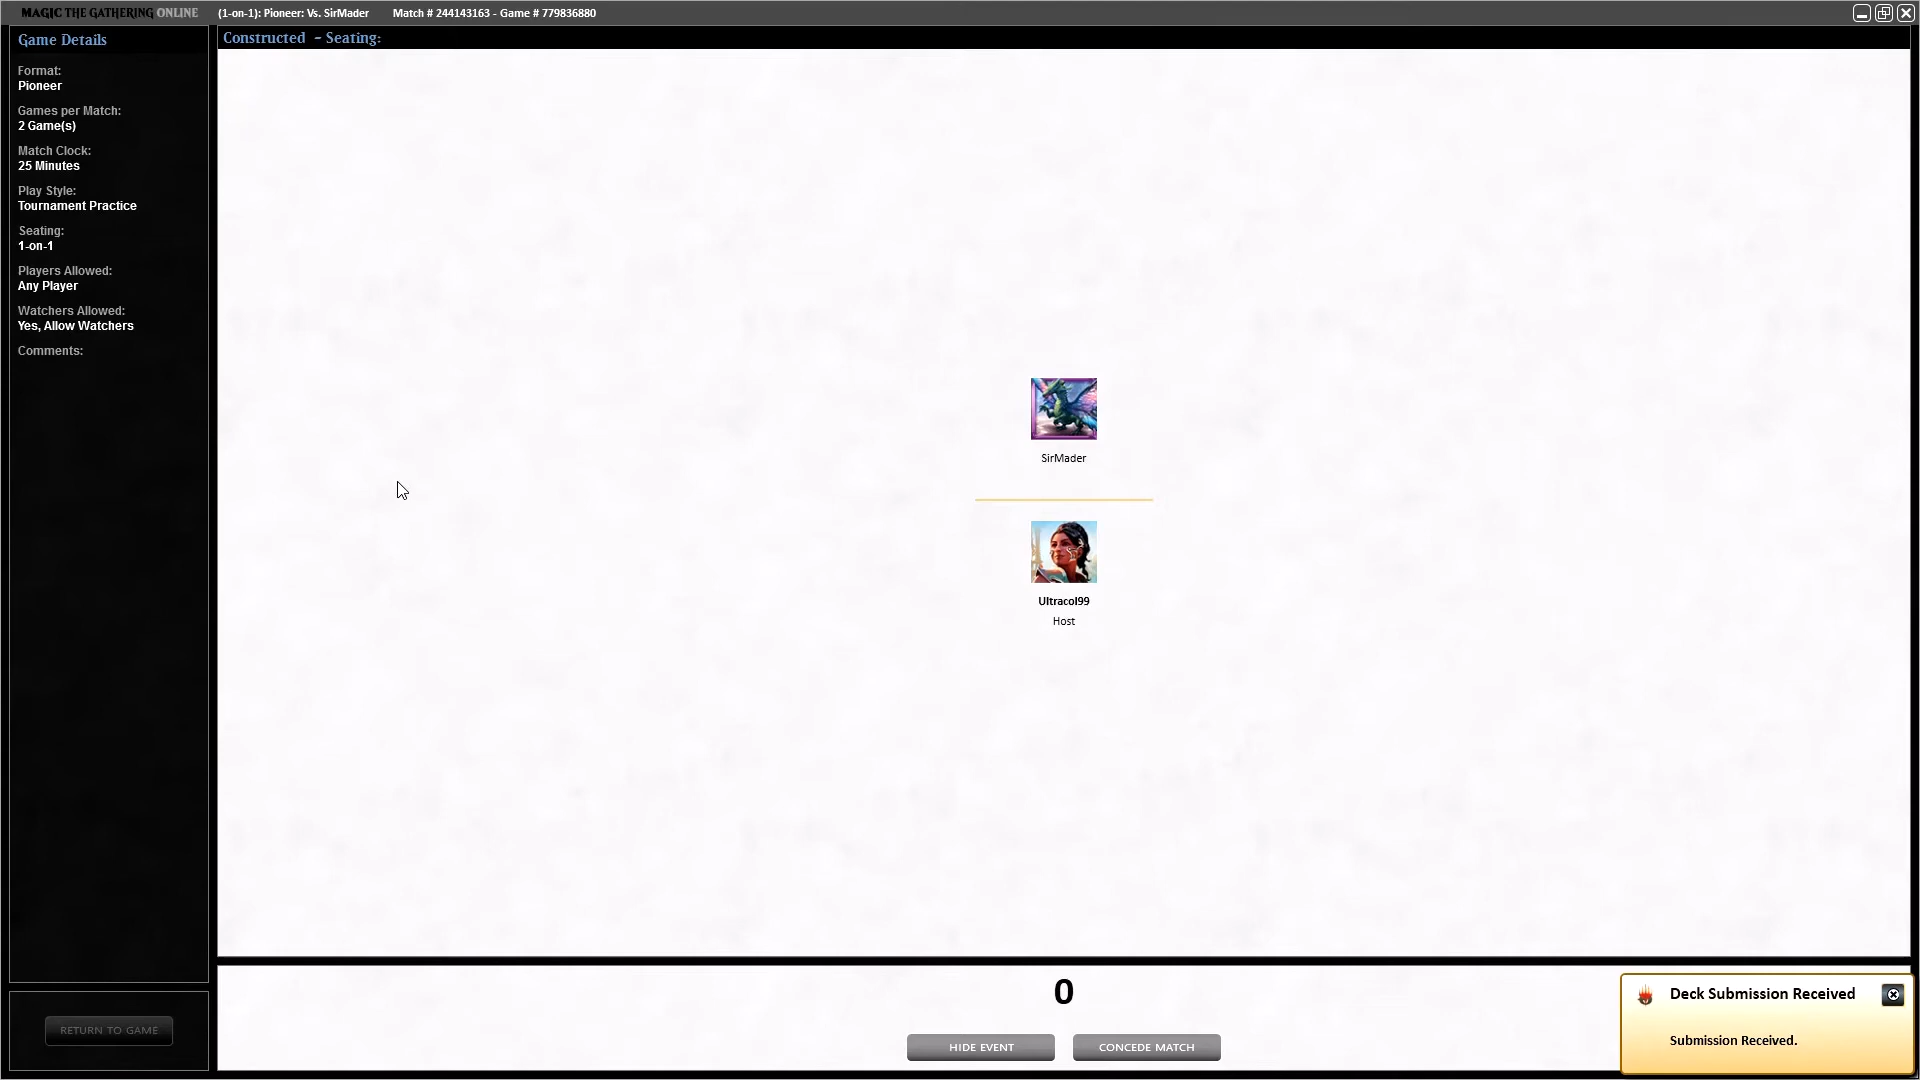 MAGIC THE GATHERING ONLINE (1-on-1): Pioneer: Vs. SirMader Match # 244143163 - Game # 779836880
Game Details
Format:
Pioneer
Games per Match:
2 Game(s)
Match Clock:
25 Minutes
Play Style:
Tournament Practice
Seating:
1-on-1
Players Allowed:
Any Player
Watchers Allowed:
Yes, Allow Watchers
Comments:
RETURN TO GAME
Constructed - Seating:
SirMader
Ultracol99
Host
0
HIDE EVENT CONCEDE MATCH
Deck Submission Received
Submission Received.